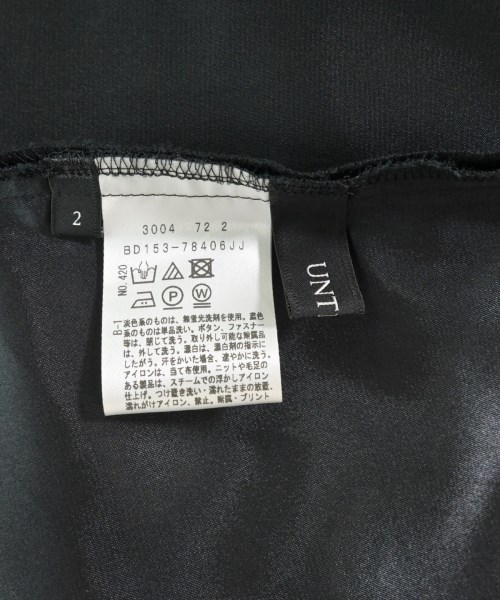 2
3004 72 2
BD153-78406JJ
NO.420
P
W
B-1
淡色系のものは、無蛍光洗剤を使用。濃色
系のものは単品洗い。ボタン、ファスナー
等は、閉じて洗う。取り外し可能な附属品
は、外して洗う。漂白は、漂白剤の指示に
したがう。汗をかいた場合、速やかに洗う。
アイロンは、当て布使用。ニットや毛足の
ある製品は、スチームでの浮かしアイロン
仕上げ。つけ置き洗い・濡れたままの放置、
濡れがけアイロン、禁止。附属・プリント
UNT